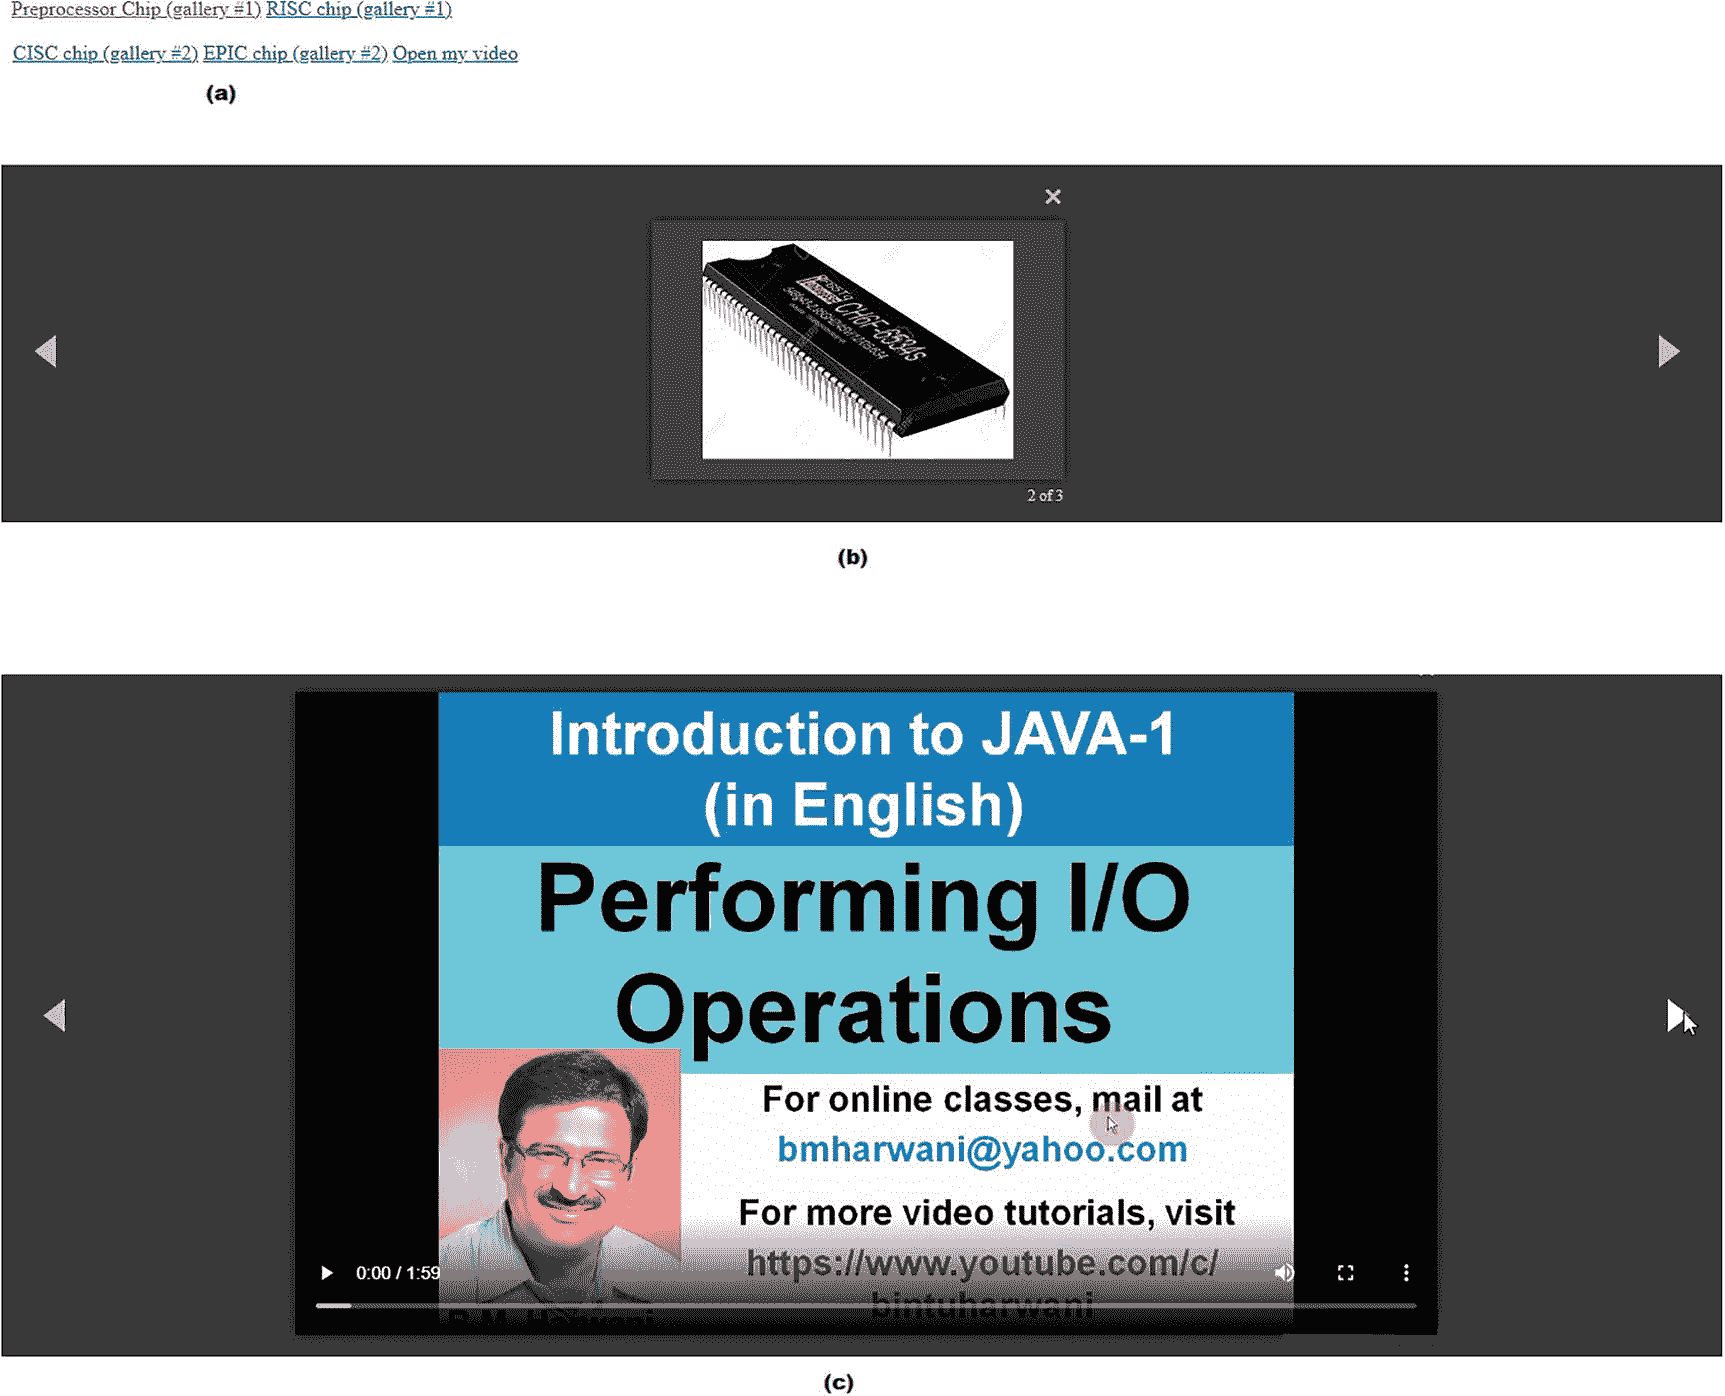 Preprocessor Chip (gallery #1) RISC chip (gallery #1)
CISC chip (gallery #2) EPIC chip (gallery #2) Open my video
(a)
CH6F-6534s
2 of 3
(b)
Introduction to JAVA-1
(in English)
Performing I/O
Operations
For online classes, mail at
bmharwani@yahoo.com
For more video tutorials, visit
https://www.youtube.com/c/
bintuharwani
0:00 / 1:59
(c)